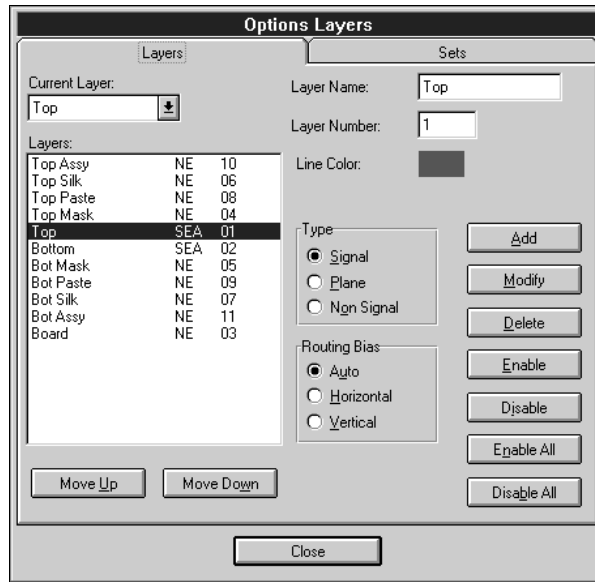 Options Layers
Layers
Sets
Current Layer:
Top
Layers:
Top Assy NE 10
Top Silk NE 06
Top Paste NE 08
Top Mask NE 04
Top SEA 01
Bottom SEA 02
Bot Mask NE 05
Bot Paste NE 09
Bot Silk NE 07
Bot Assy NE 11
Board NE 03
Move Up
Move Down
Layer Name: Top
Layer Number: 1
Line Color:
Type
Signal
Plane
Non Signal
Routing Bias
Auto
Horizontal
Vertical
Add
Modify
Delete
Enable
Disable
Enable All
Disable All
Close